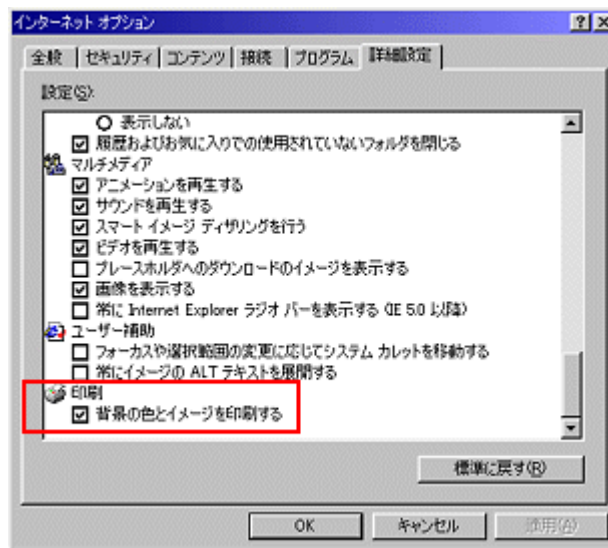 インターネット オプション
全般 セキュリティ コンテンツ 接続 プログラム 詳細設定
設定(S):
表示しない
履歴およびお気に入りでの使用されていないフォルダを閉じる
マルチメディア
アニメーションを再生する
サウンドを再生する
スマート イメージ ディザリングを行う
ビデオを再生する
プレースホルダへのダウンロードのイメージを表示する
画像を表示する
常に Internet Explorer ラジオ バーを表示する (IE 5.0 以降)
ユーザー補助
フォーカスや選択範囲の変更に応じてシステム カレットを移動する
常にイメージの ALT テキストを展開する
印刷
背景の色とイメージを印刷する
標準に戻す(R)
OK キャンセル 適用(A)